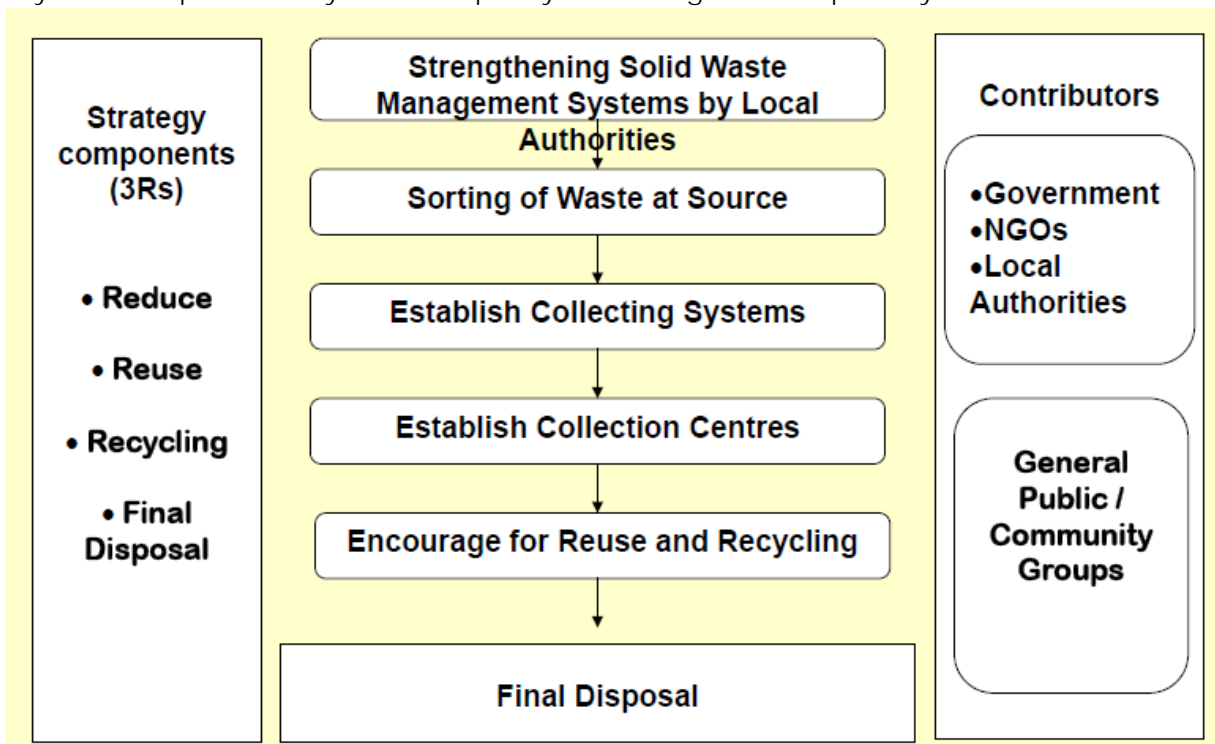 Strategy
components
(3Rs)
• Reduce
• Reuse
• Recycling
• Final
Disposal
Strengthening Solid Waste
Management Systems by Local
Authorities
Sorting of Waste at Source
Establish Collecting Systems
Establish Collection Centres
Encourage for Reuse and Recycling
Final Disposal
Contributors
•Government
•NGOs
•Local
Authorities
General
Public /
Community
Groups